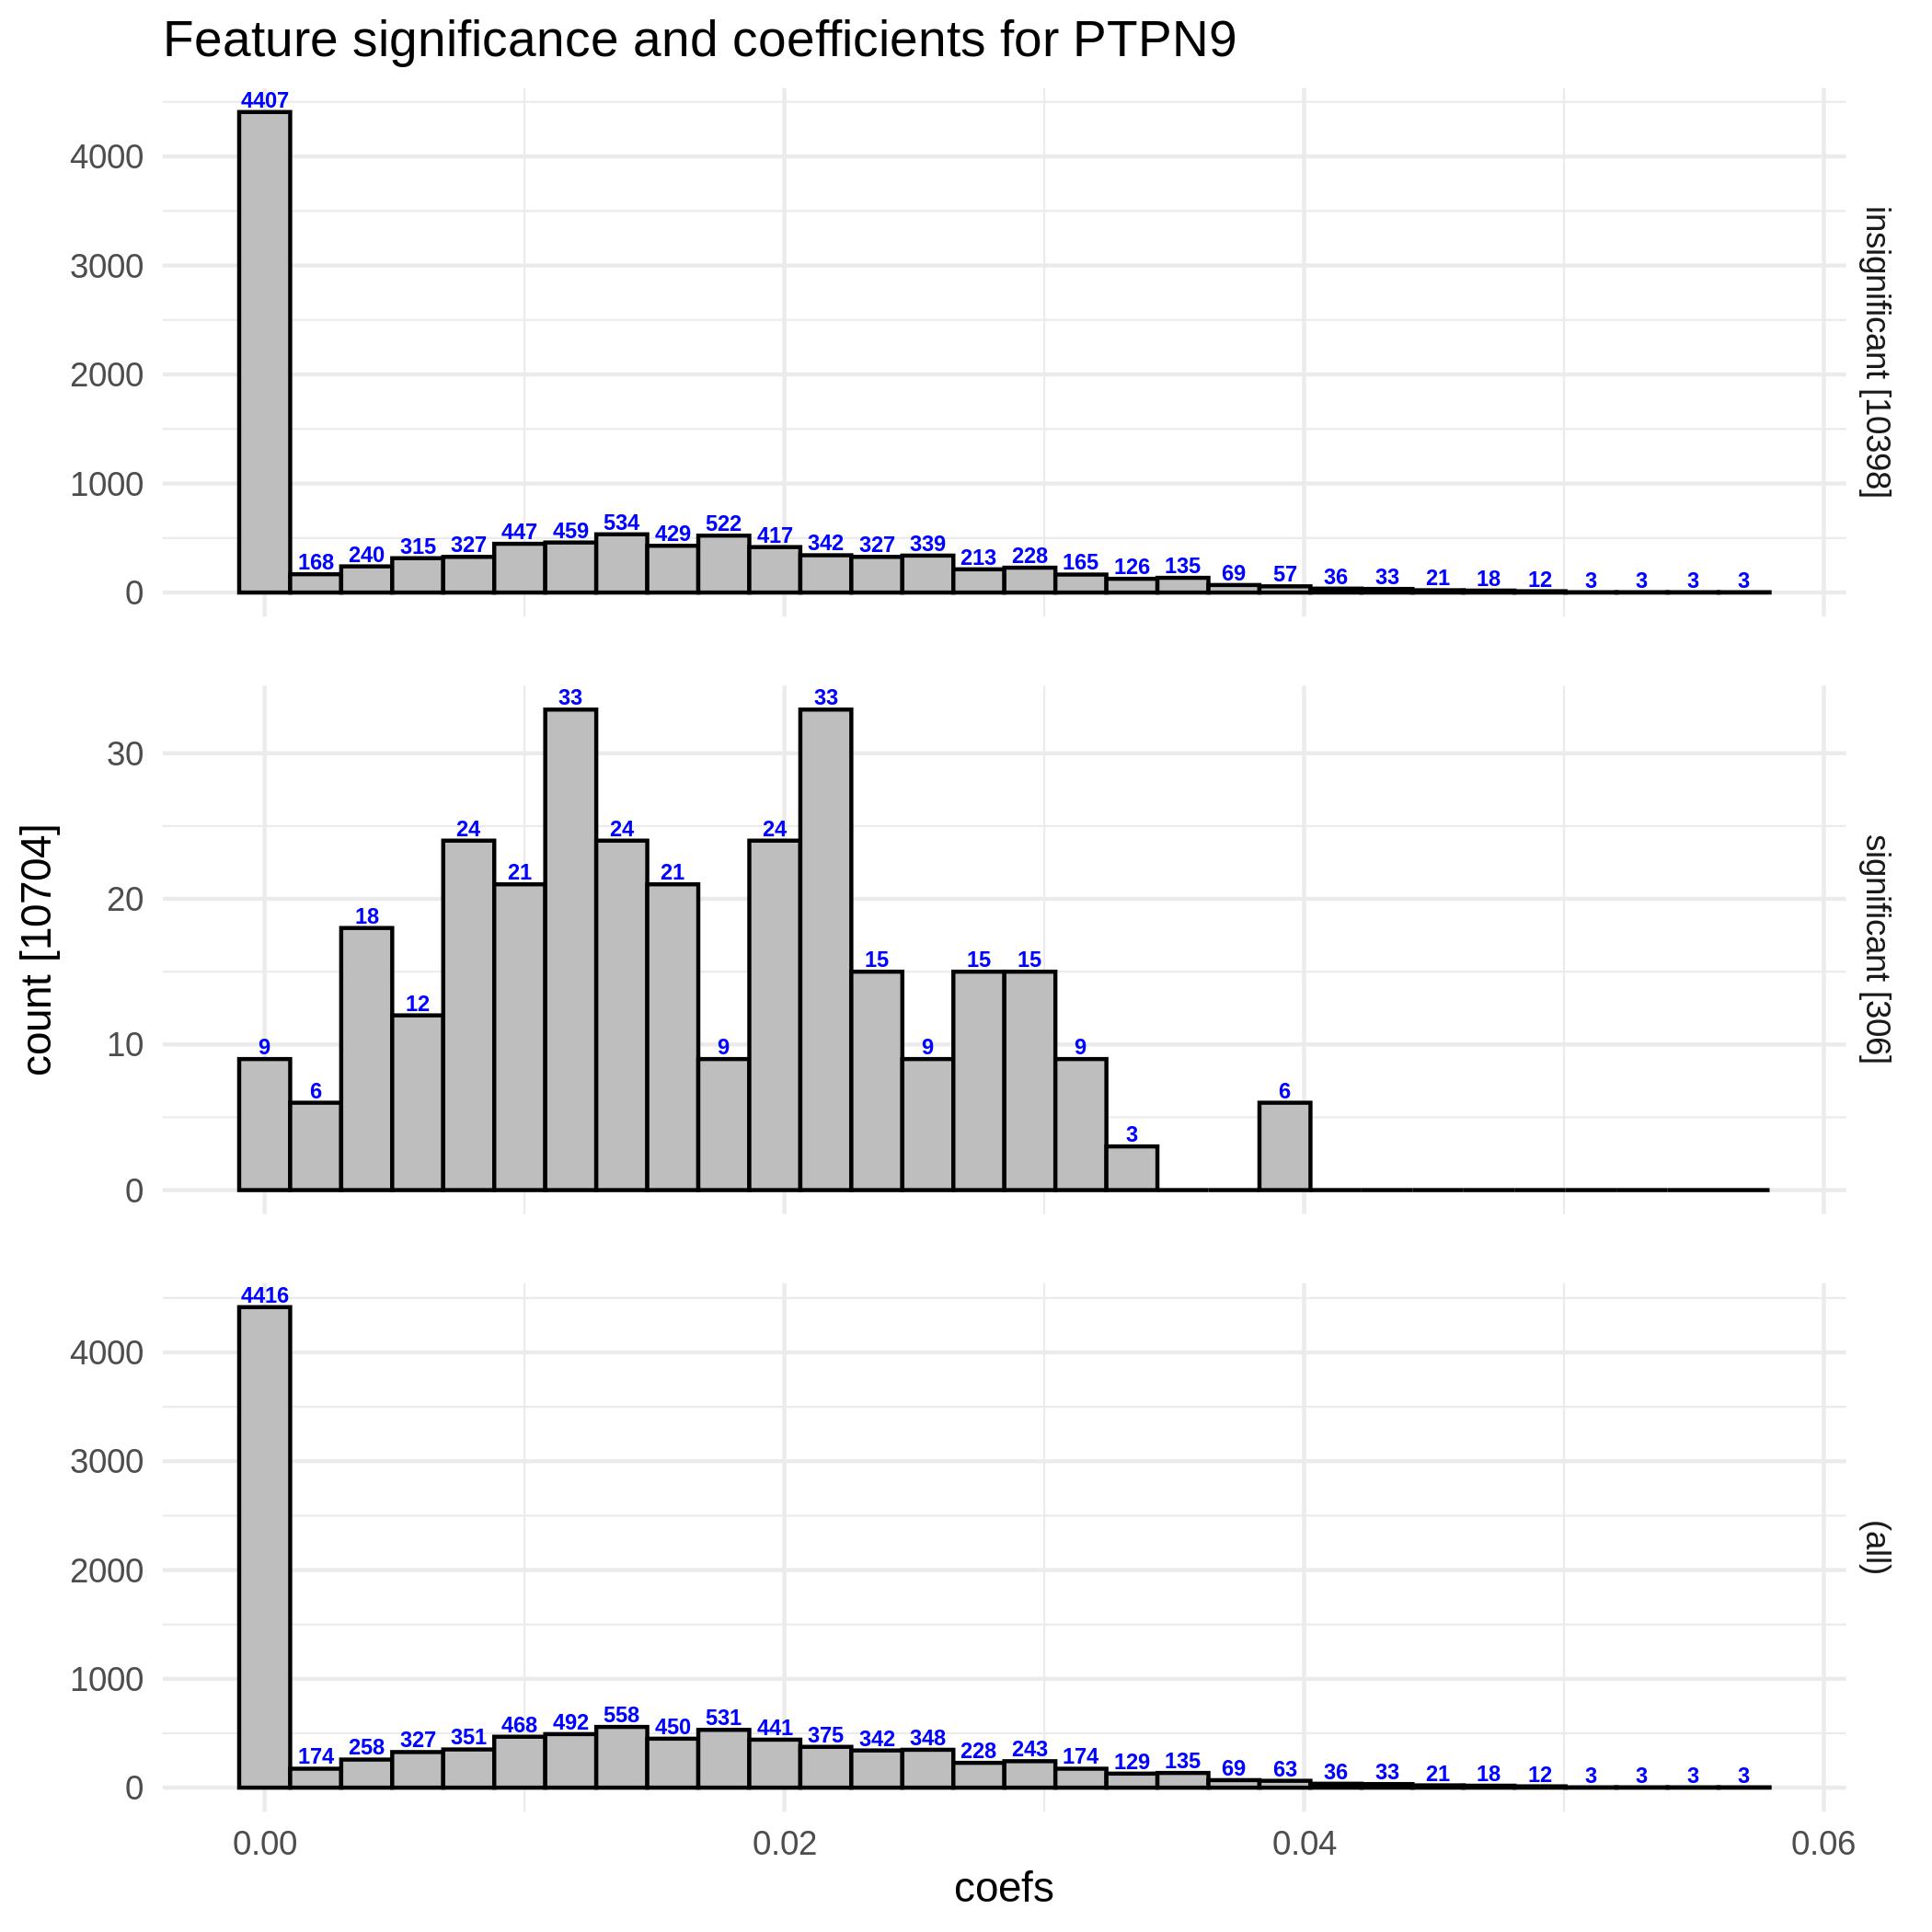 Feature significance and coefficients for PTPN9
4407
168 240 315 327 447 459 534 429 522 417 342 327 339 213 228 165 126 135 69 57 36 33 21 18 12 3 3 3 3
4000
3000
2000
1000
0
insignificant [10398]
9 6 18 12 24 21 33 24 21 9 24 33 15 9 15 15 9 3 6
30
20
10
0
significant [306]
count [10704]
4416
174 258 327 351 468 492 558 450 531 441 375 342 348 228 243 174 129 135 69 63 36 33 21 18 12 3 3 3 3
4000
3000
2000
1000
0
(all)
0.00 0.02 0.04 0.06
coefs